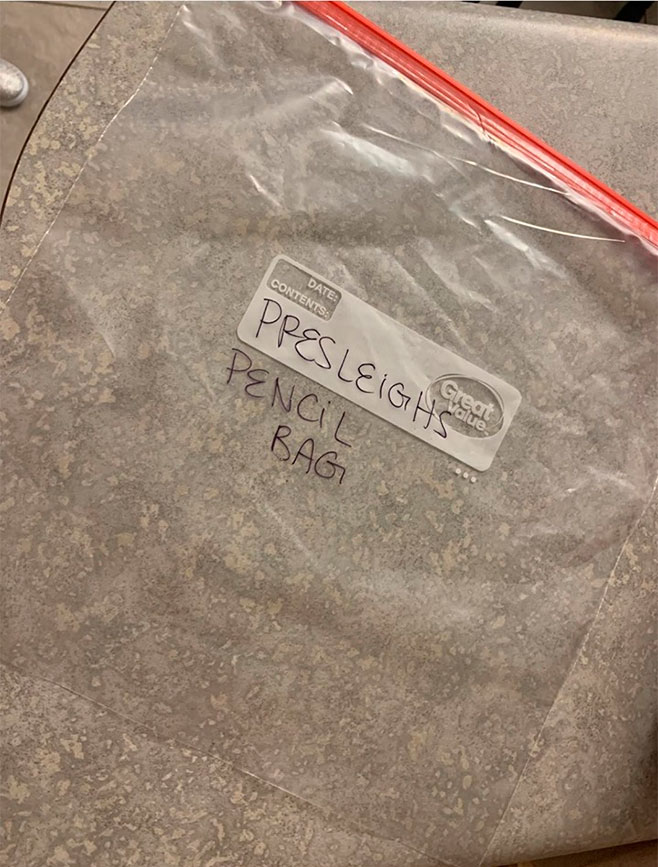 DATE:
CONTENTS:
PRESLEIGHS
Great
Value
PENCiL
BAG